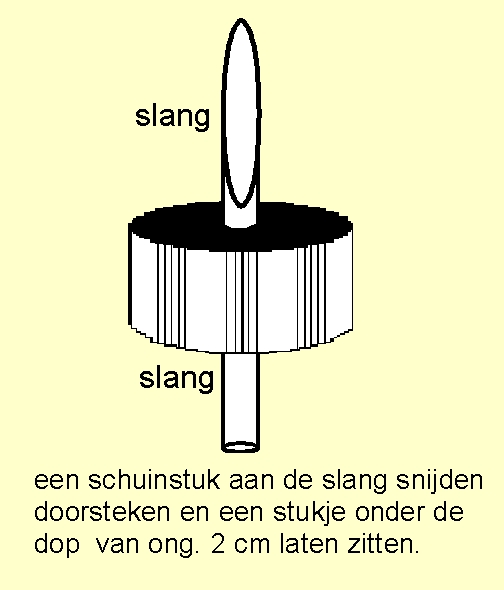 slang
slang
een schuinstuk aan de slang snijden
doorsteken en een stukje onder de
dop van ong. 2 cm laten zitten.